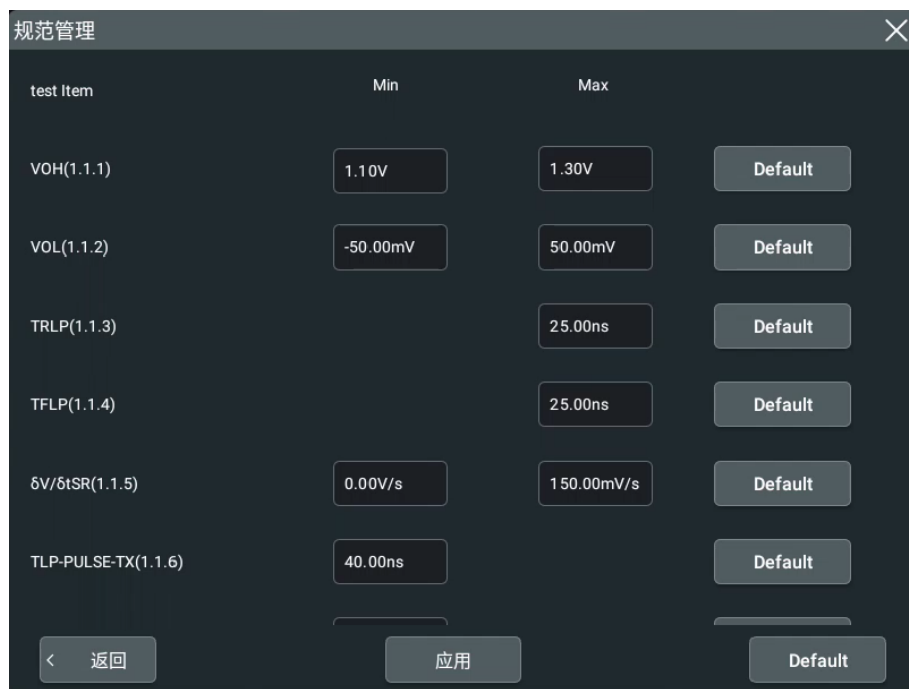 规范管理
test Item Min Max
VOH(1.1.1) 1.10V 1.30V Default
VOL(1.1.2) -50.00mV 50.00mV Default
TRLP(1.1.3) 25.00ns Default
TFLP(1.1.4) 25.00ns Default
δV/δtSR(1.1.5) 0.00V/s 150.00mV/s Default
TLP-PULSE-TX(1.1.6) 40.00ns Default
返回 应用 Default